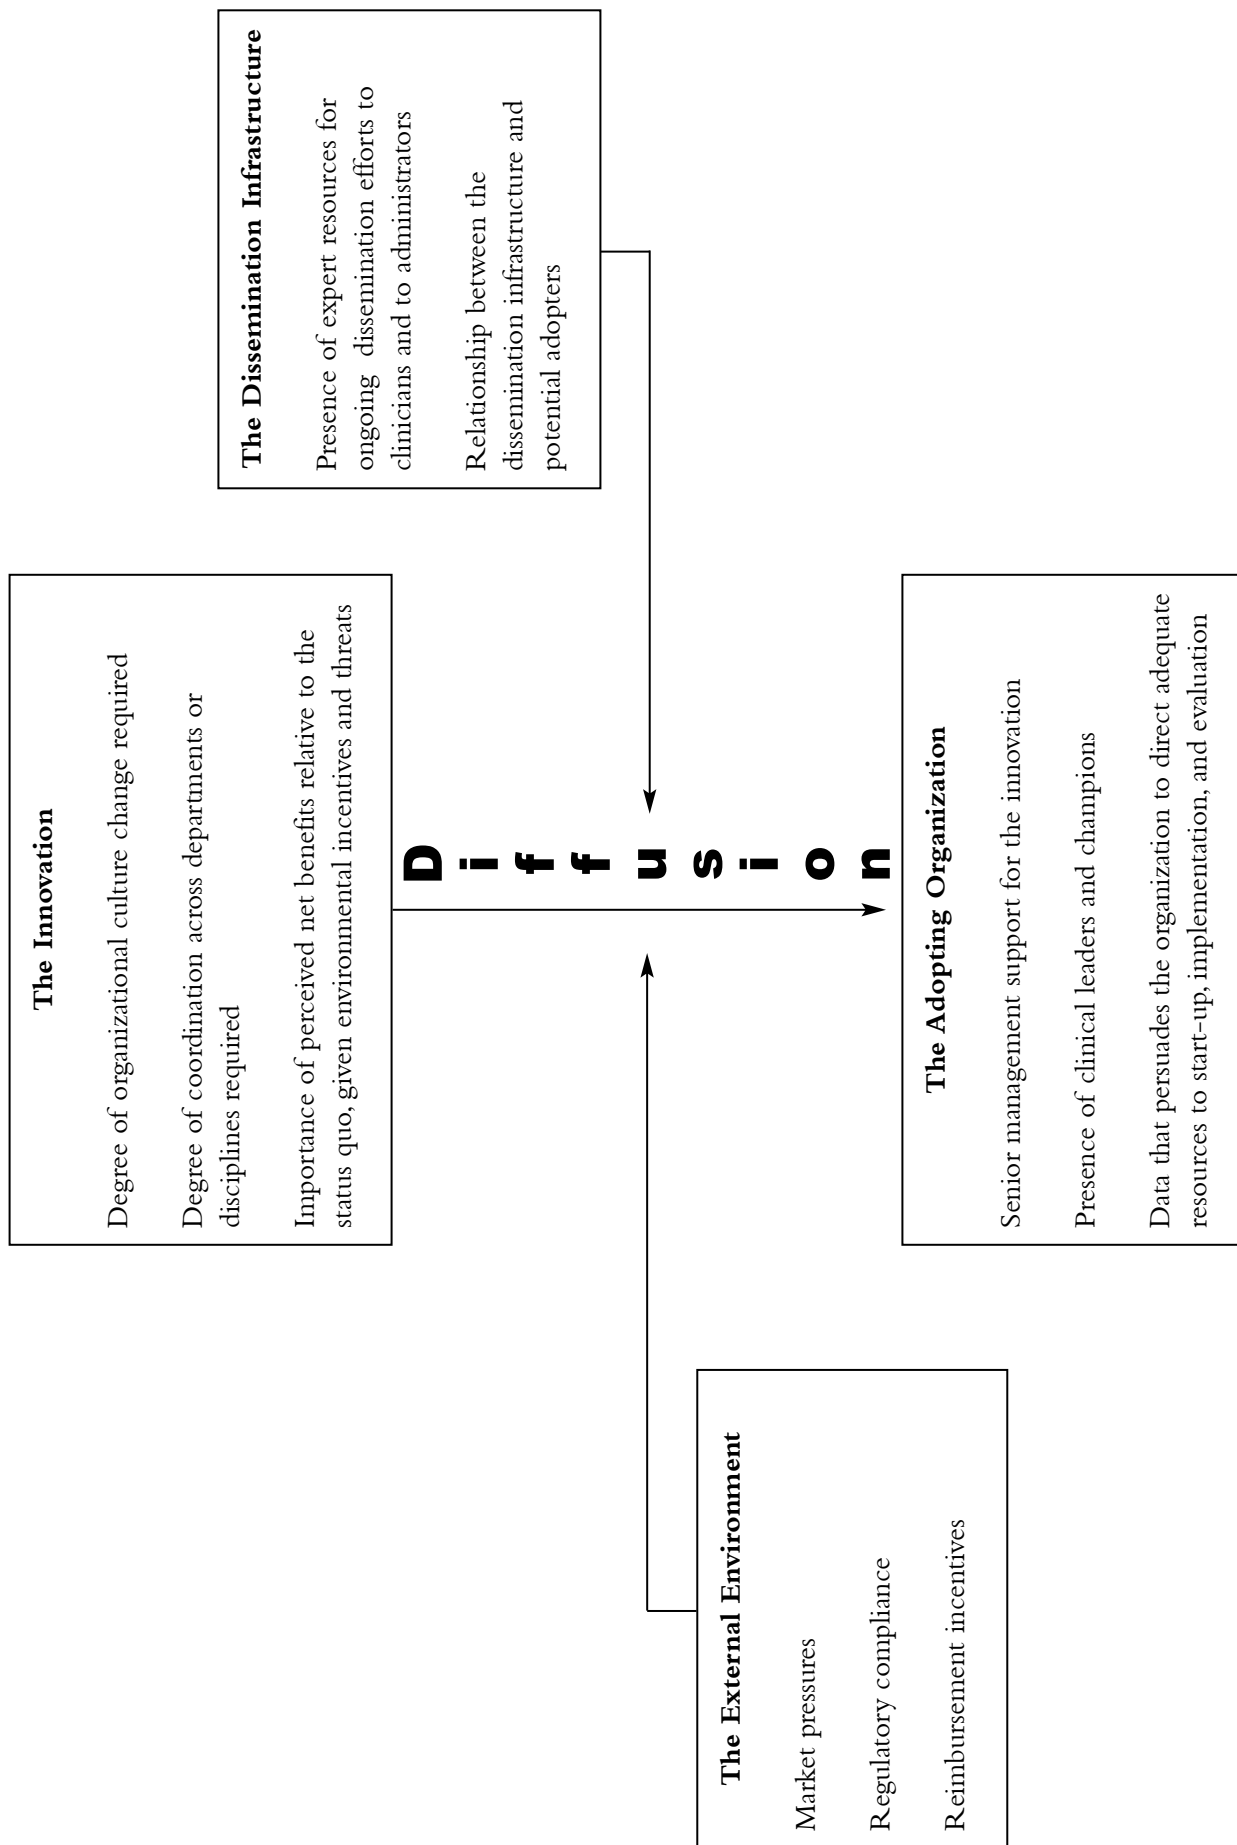 The Innovation
Degree of organizational culture change required
Degree of coordination across departments or
disciplines required
Importance of perceived net benefits relative to the
status quo, given environmental incentives and threats
The Dissemination Infrastructure
Presence of expert resources for
ongoing dissemination efforts to
clinicians and to administrators
Relationship between the
dissemination infrastructure and
potential adopters
Diffusion
The External Environment
Market pressures
Regulatory compliance
Reimbursement incentives
The Adopting Organization
Senior management support for the innovation
Presence of clinical leaders and champions
Data that persuades the organization to direct adequate
resources to start-up, implementation, and evaluation